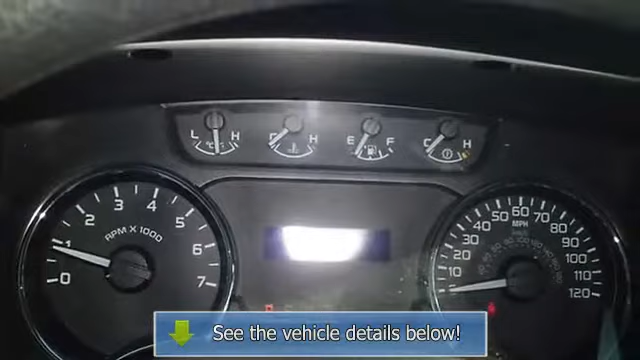 L H C H E F C H
RPM X 1000
0 1 2 3 4 5 6 7
MPH
10 20 30 40 50 60 70 80 90 100 110 120
See the vehicle details below!